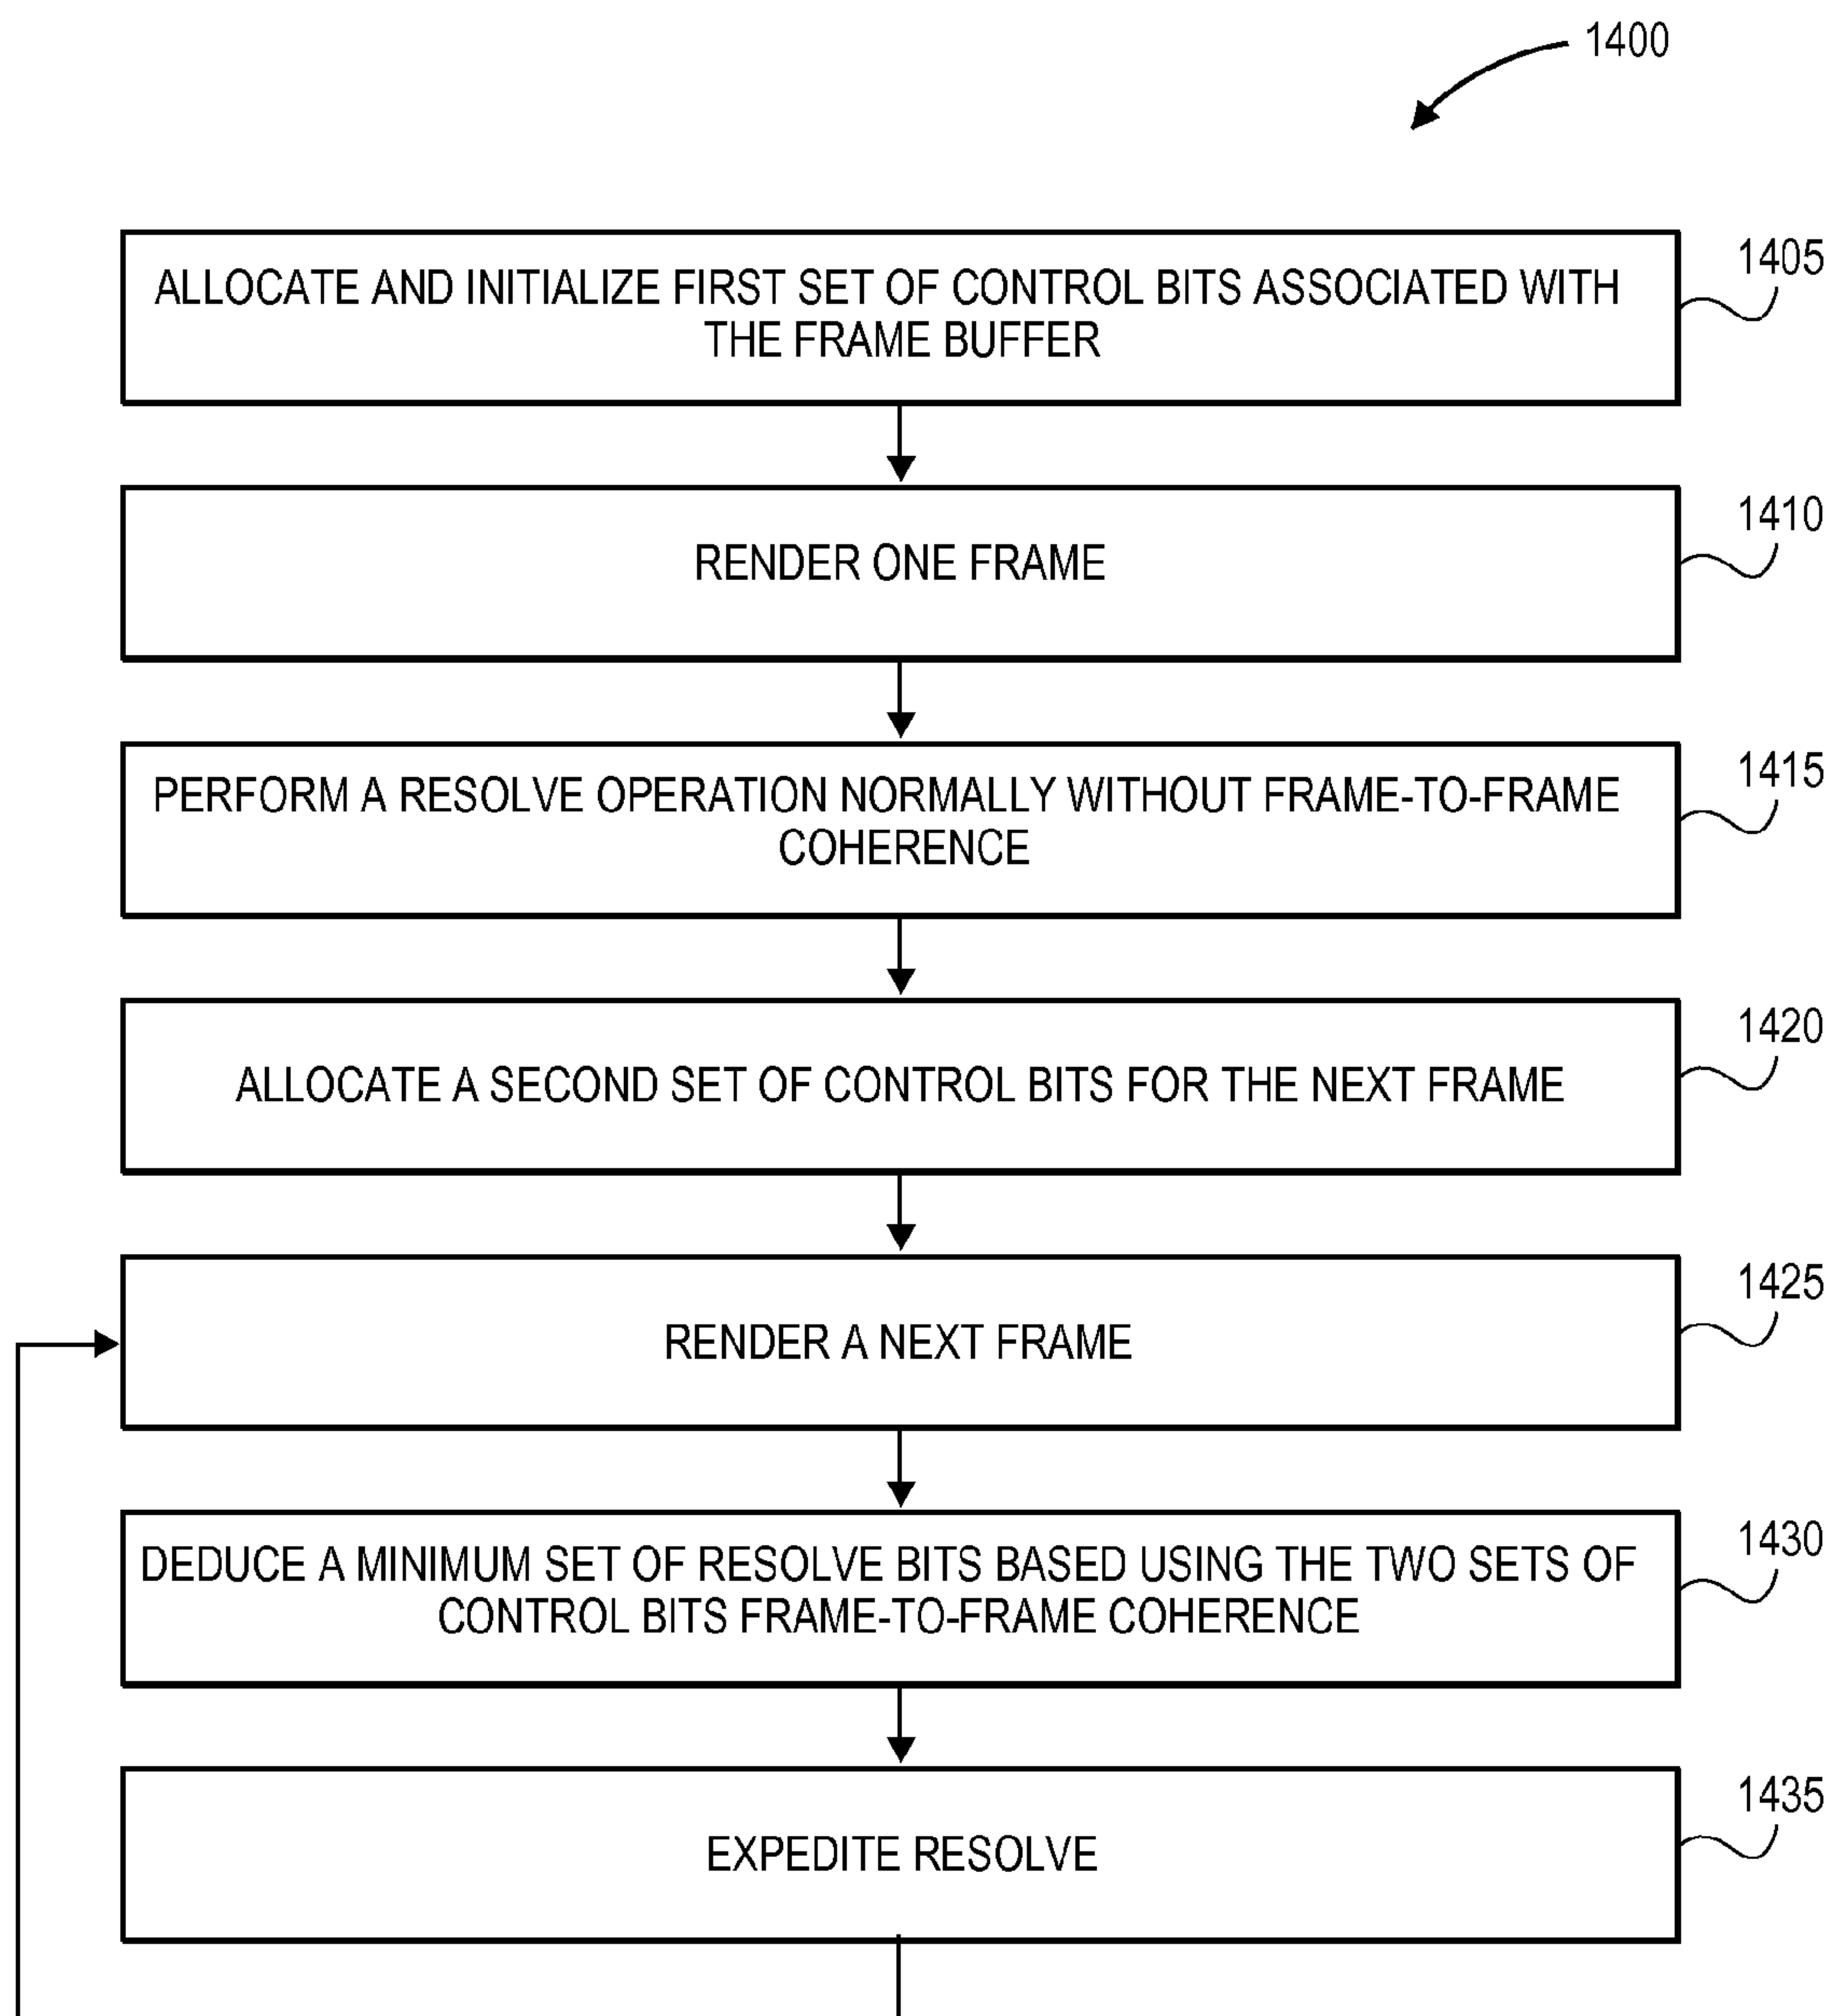 1400
ALLOCATE AND INITIALIZE FIRST SET OF CONTROL BITS ASSOCIATED WITH
THE FRAME BUFFER
1405
RENDER ONE FRAME
1410
PERFORM A RESOLVE OPERATION NORMALLY WITHOUT FRAME-TO-FRAME
COHERENCE
1415
ALLOCATE A SECOND SET OF CONTROL BITS FOR THE NEXT FRAME
1420
RENDER A NEXT FRAME
1425
DEDUCE A MINIMUM SET OF RESOLVE BITS BASED USING THE TWO SETS OF
CONTROL BITS FRAME-TO-FRAME COHERENCE
1430
EXPEDITE RESOLVE
1435